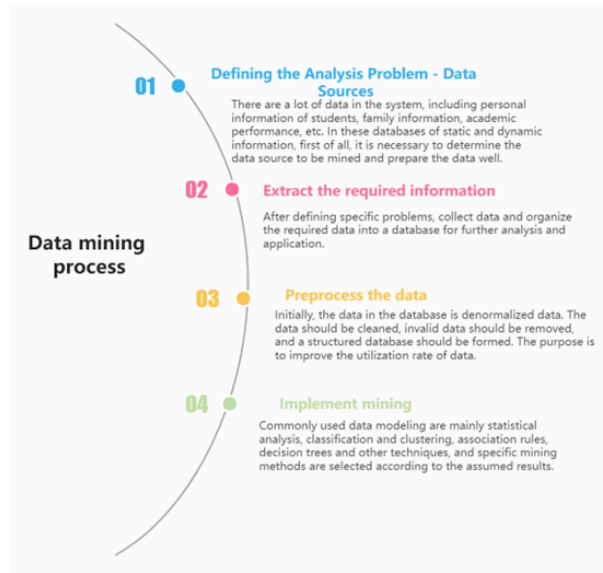 01
Defining the Analysis Problem - Data
Sources
There are a lot of data in the system, including personal
information of students, family information, academic
performance, etc. In these databases of static and dynamic
information, first of all, it is necessary to determine the
data source to be mined and prepare the data well.
02
Extract the required information
After defining specific problems, collect data and organize
the required data into a database for further analysis and
application.
Data mining
process
03
Preprocess the data
Initially, the data in the database is denormalized data. The
data should be cleaned, invalid data should be removed,
and a structured database should be formed. The purpose is
to improve the utilization rate of data.
04
Implement mining
Commonly used data modeling are mainly statistical
analysis, classification and clustering, association rules,
decision trees and other techniques, and specific mining
methods are selected according to the assumed results.